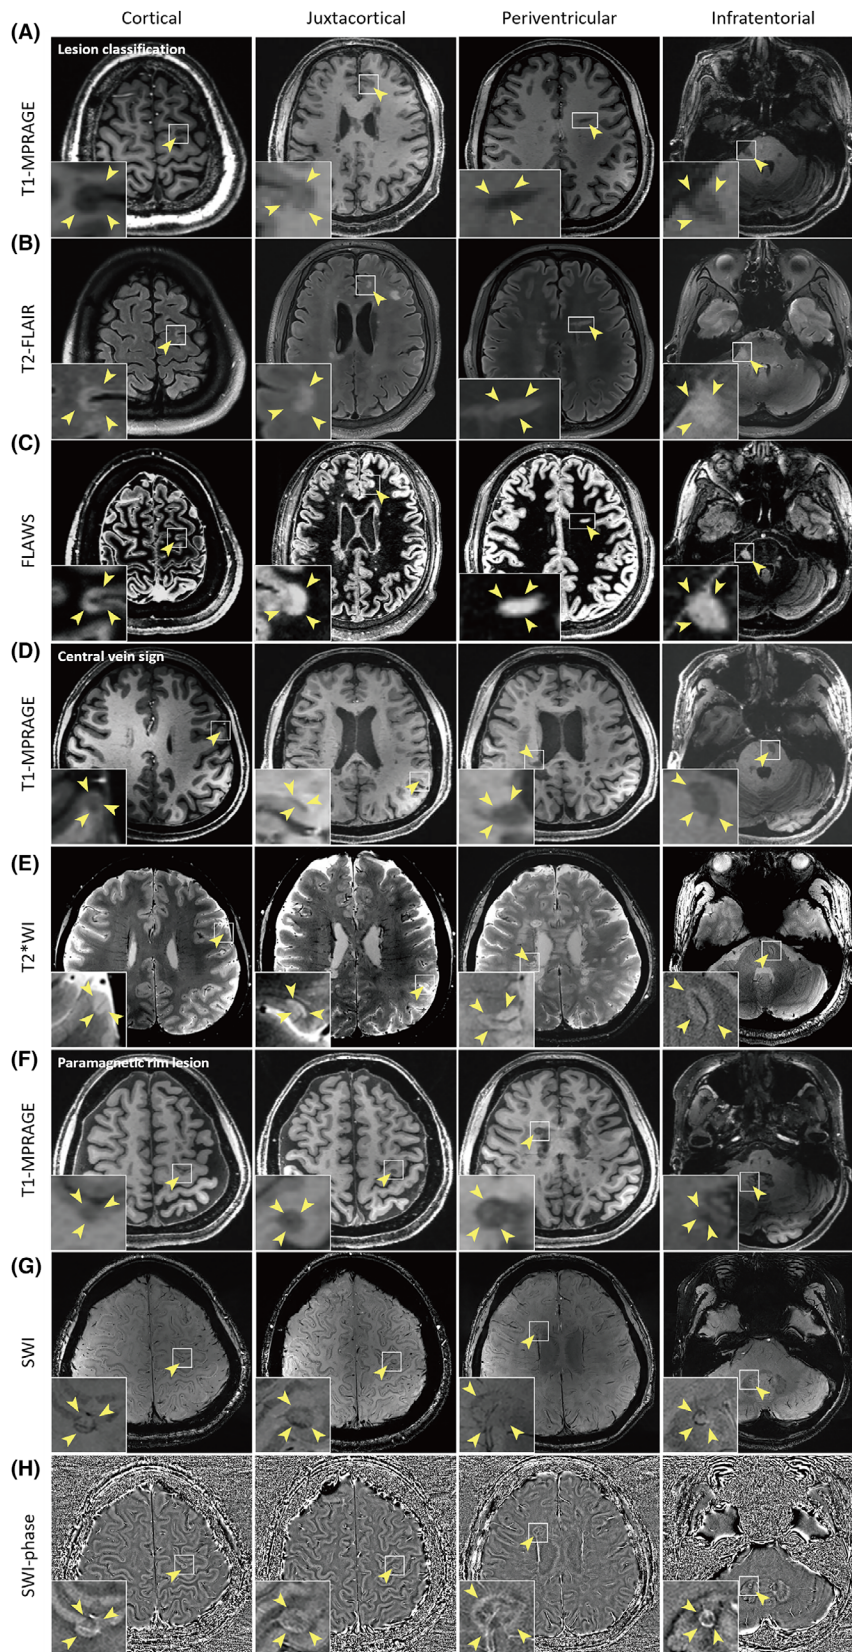 Cortical Juxtacortical Periventricular Infratentorial
(A)
Lesion classification
T1-MPRAGE
(B)
T2-FLAIR
(C)
FLAWS
(D)
Central vein sign
T1-MPRAGE
(E)
T2*WI
(F)
Paramagnetic rim lesion
T1-MPRAGE
(G)
SWI
(H)
SWI-phase